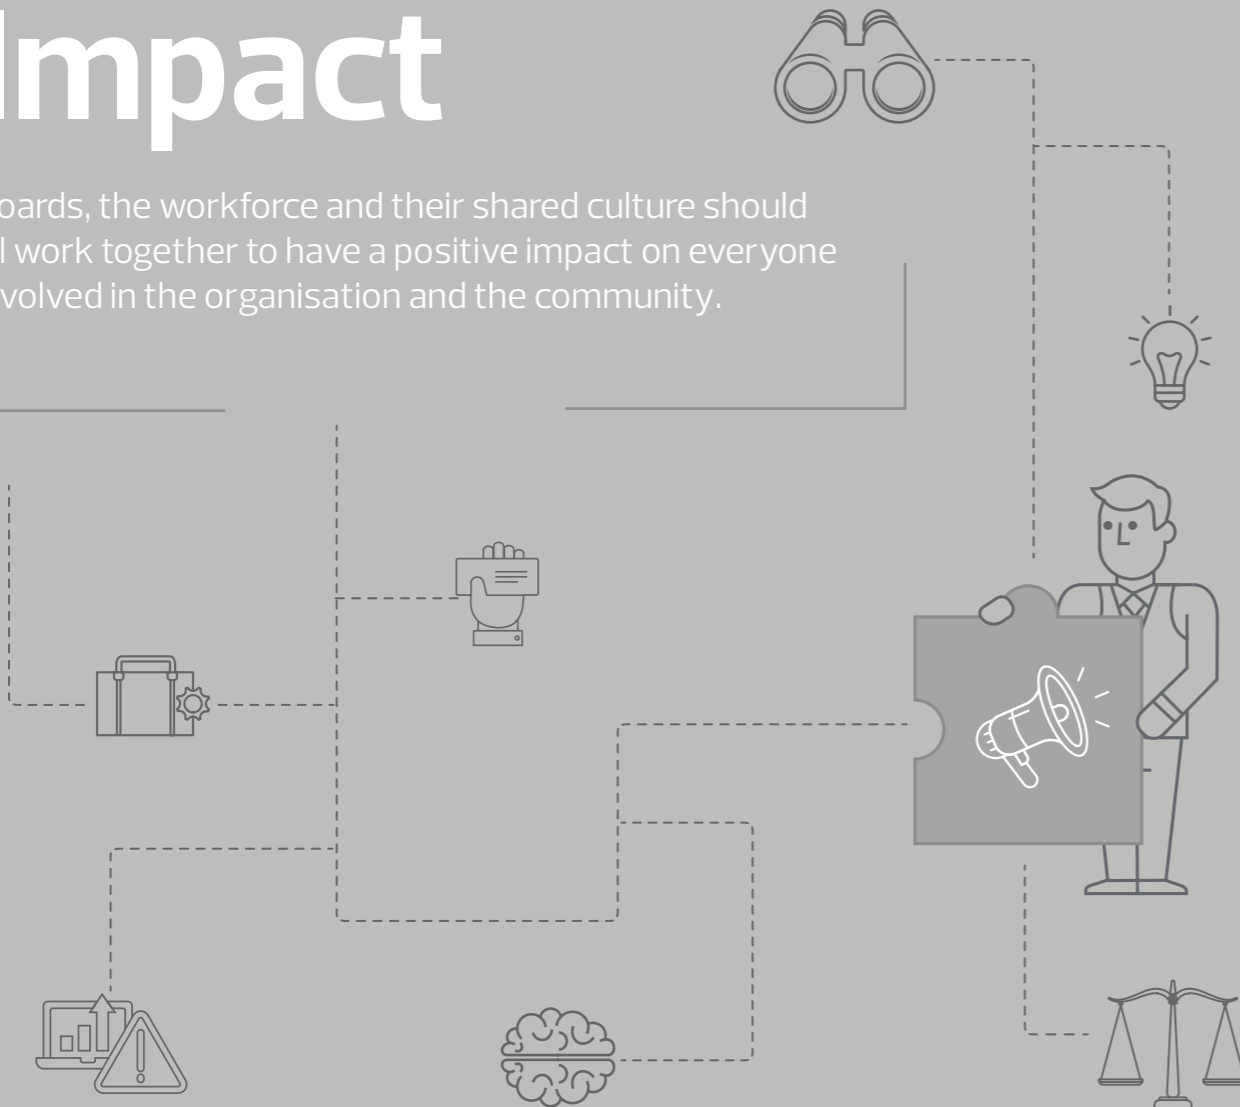 Impact
oards, the workforce and their shared culture should
l work together to have a positive impact on everyone
volved in the organisation and the community.